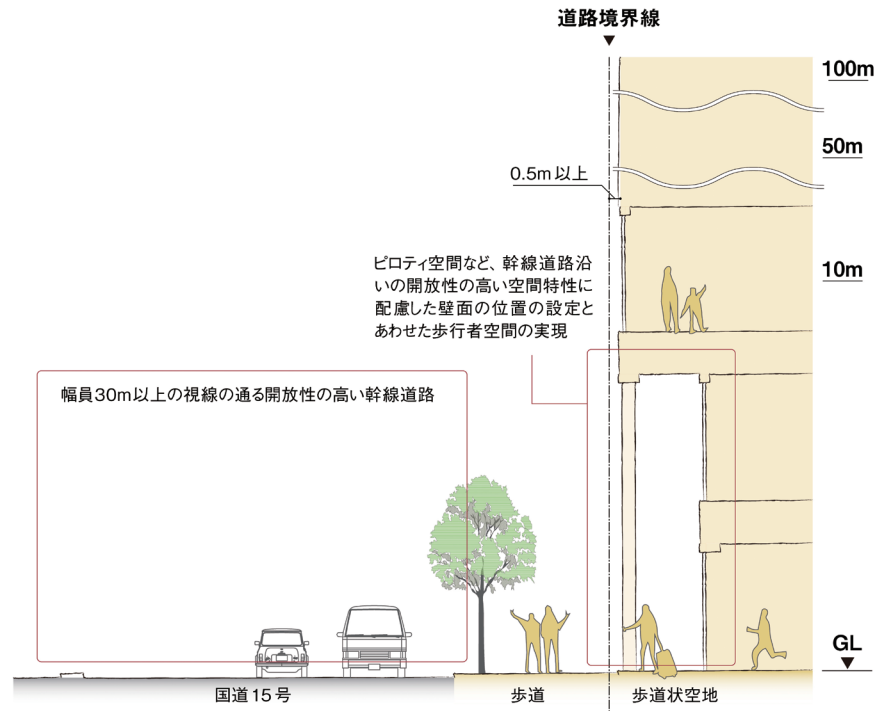 道路境界線
100m
50m
0.5m以上
10m
ピロティ空間など、幹線道路沿
いの開放性の高い空間特性に
配慮した壁面の位置の設定と
あわせた歩行者空間の実現
幅員30m以上の視線の通る開放性の高い幹線道路
GL
国道15号
歩道
歩道状空地